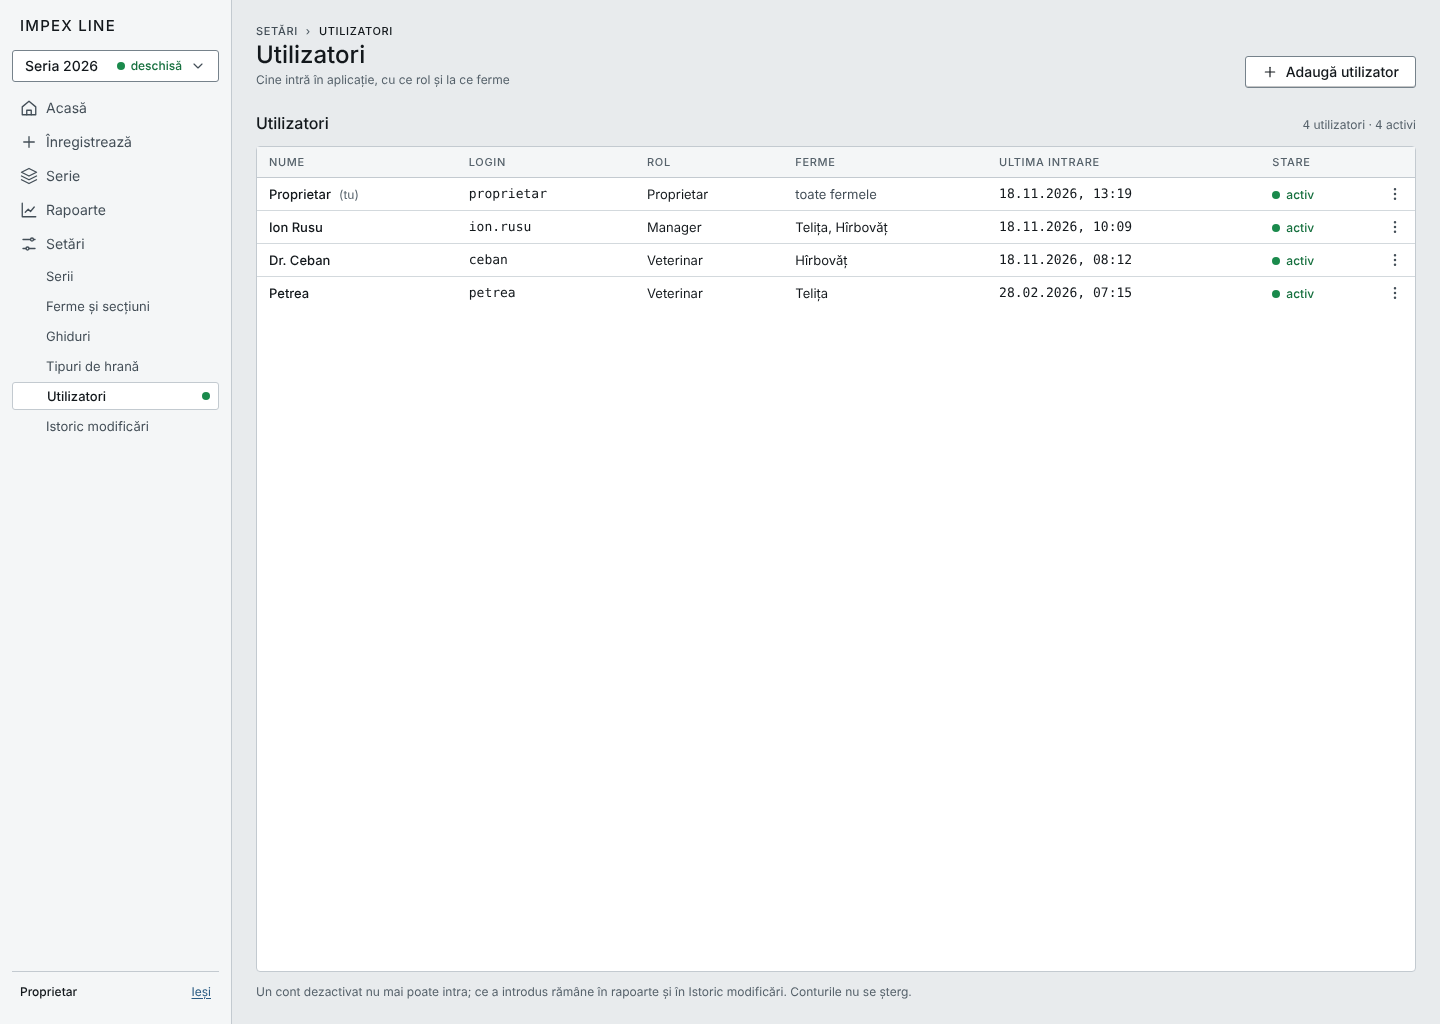 IMPEX LINE
Seria 2026 deschisă
Acasă
Înregistrează
Serie
Rapoarte
Setări
Serii
Ferme și secțiuni
Ghiduri
Tipuri de hrană
Utilizatori
Istoric modificări
Proprietar Ieși
SETĂRI › UTILIZATORI
Utilizatori
Cine intră în aplicație, cu ce rol și la ce ferme
Adaugă utilizator
Utilizatori 4 utilizatori · 4 activi
NUME LOGIN ROL FERME ULTIMA INTRARE STARE
Proprietar (tu) proprietar Proprietar toate fermele 18.11.2026, 13:19 activ
Ion Rusu ion.rusu Manager Telița, Hîrbovăț 18.11.2026, 10:09 activ
Dr. Ceban ceban Veterinar Hîrbovăț 18.11.2026, 08:12 activ
Petrea petrea Veterinar Telița 28.02.2026, 07:15 activ
Un cont dezactivat nu mai poate intra; ce a introdus rămâne în rapoarte și în Istoric modificări. Conturile nu se șterg.